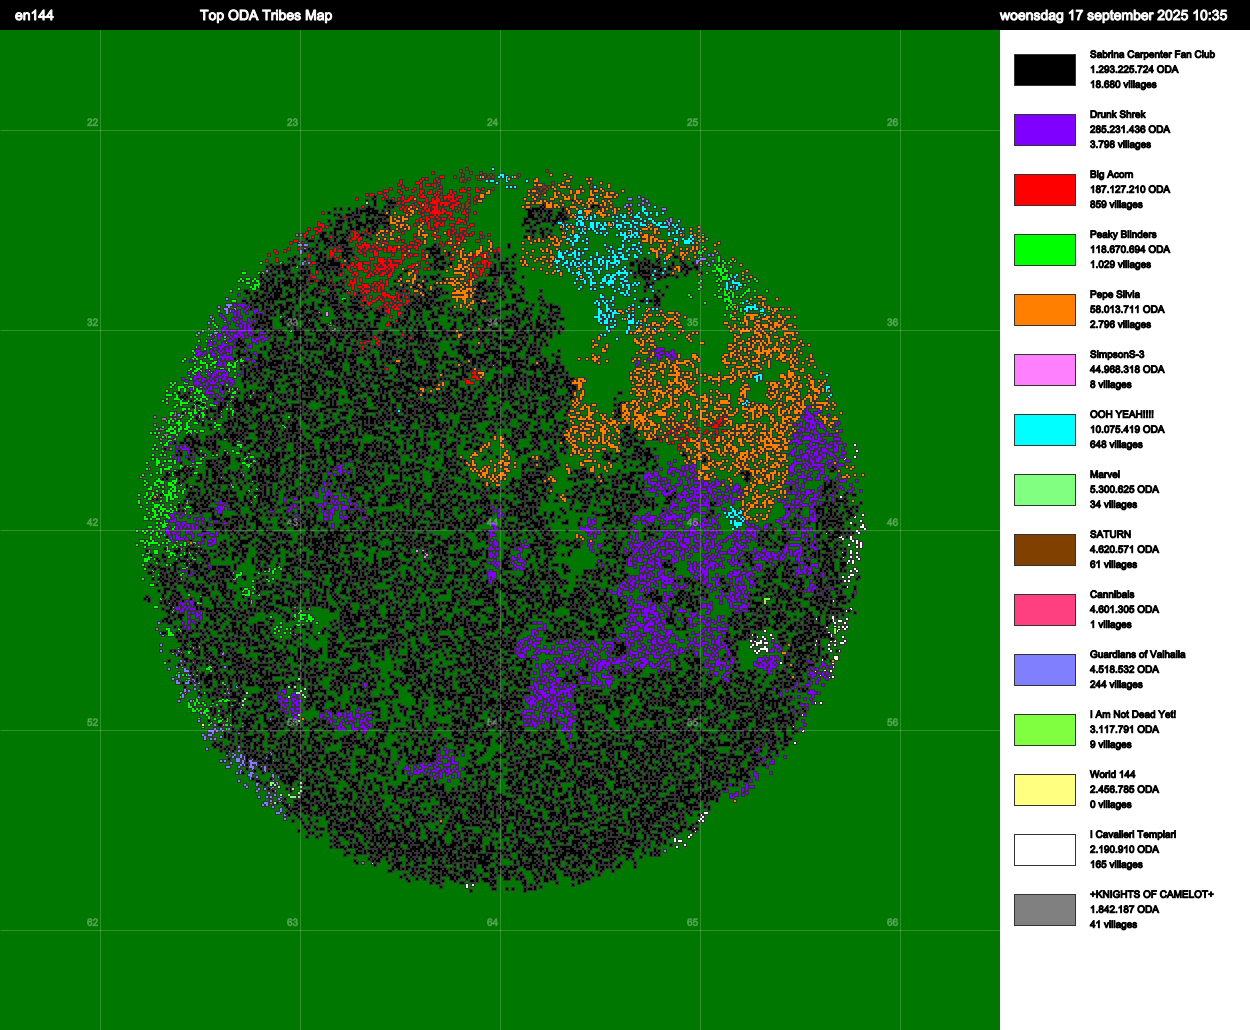 en144
Top ODA Tribes Map
woensdag 17 september 2025 10:35
Sabrina Carpenter Fan Club
1.293.225.724 ODA
18.680 villages
Drunk Shrek
285.231.436 ODA
3.798 villages
Big Acorn
187.127.210 ODA
859 villages
Peaky Blinders
118.670.694 ODA
1.029 villages
Pepe Silvia
58.013.711 ODA
2.796 villages
SimpsonS-3
44.968.318 ODA
8 villages
OOH YEAH!!!!
10.075.419 ODA
648 villages
Marvel
5.300.625 ODA
34 villages
SATURN
4.620.571 ODA
61 villages
Cannibals
4.601.305 ODA
1 villages
Guardians of Valhalla
4.518.532 ODA
244 villages
I Am Not Dead Yet!
3.117.791 ODA
9 villages
World 144
2.456.785 ODA
0 villages
I Cavalieri Templari
2.190.910 ODA
165 villages
+KNIGHTS OF CAMELOT+
1.842.187 ODA
41 villages
22 23 24 25 26
32 33 34 35 36
42 43 44 45 46
52 53 54 55 56
62 63 64 65 66